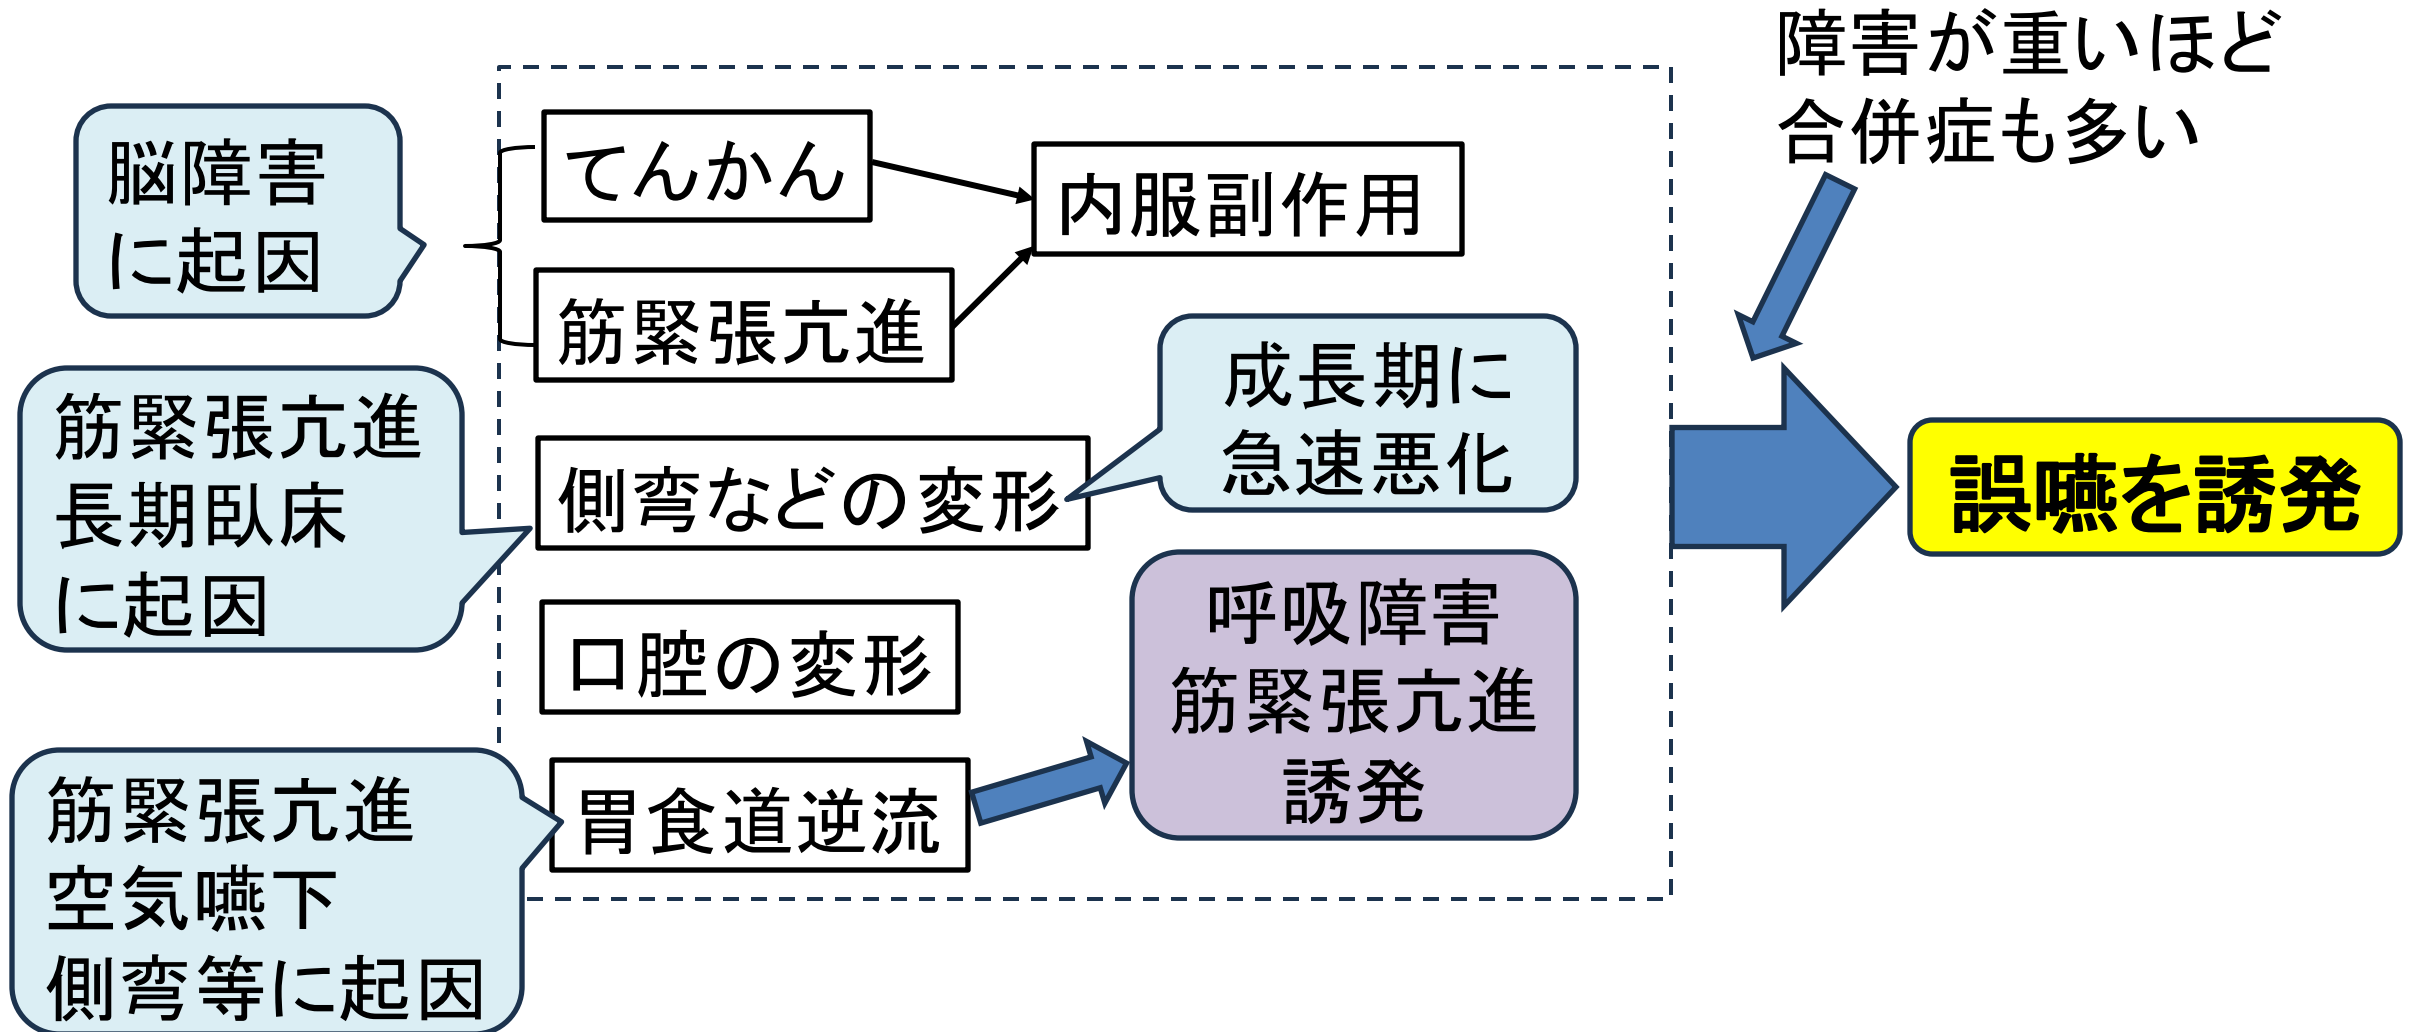 障害が重いほど
合併症も多い
脳障害
に起因
てんかん
内服副作用
筋緊張亢進
筋緊張亢進
長期臥床
に起因
成長期に
急速悪化
側弯などの変形
誤嚥を誘発
口腔の変形
呼吸障害
筋緊張亢進
誘発
筋緊張亢進
空気嚥下
側弯等に起因
胃食道逆流